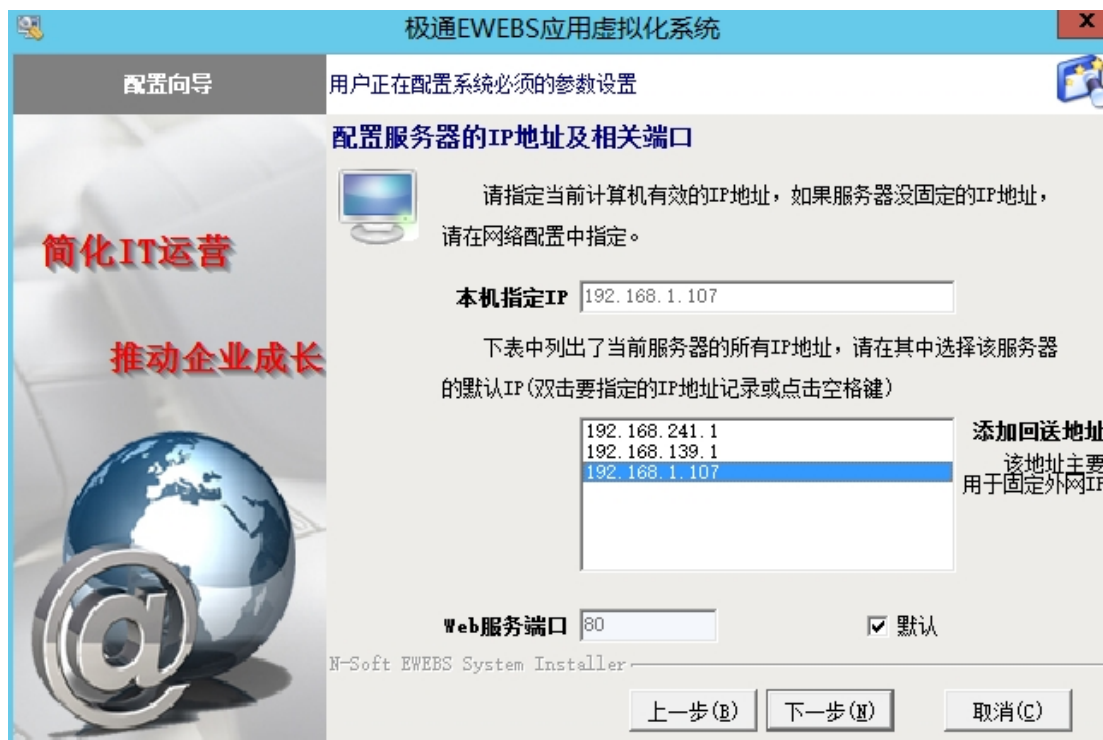 极通EWEBS应用虚拟化系统
x
配置向导
用户正在配置系统必须的参数设置
配置服务器的IP地址及相关端口
请指定当前计算机有效的IP地址，如果服务器没固定的IP地址，
请在网络配置中指定。
简化IT运营
本机指定IP 192.168.1.107
推动企业成长
下表中列出了当前服务器的所有IP地址，请在其中选择该服务器
的默认IP(双击要指定的IP地址记录或点击空格键)
192.168.241.1
192.168.139.1
192.168.1.107
添加回送地址
该地址主要
用于固定外网IP
@
Web服务端口 80
默认
N-Soft EWEBS System Installer
上一步(B)
下一步(N)
取消(C)